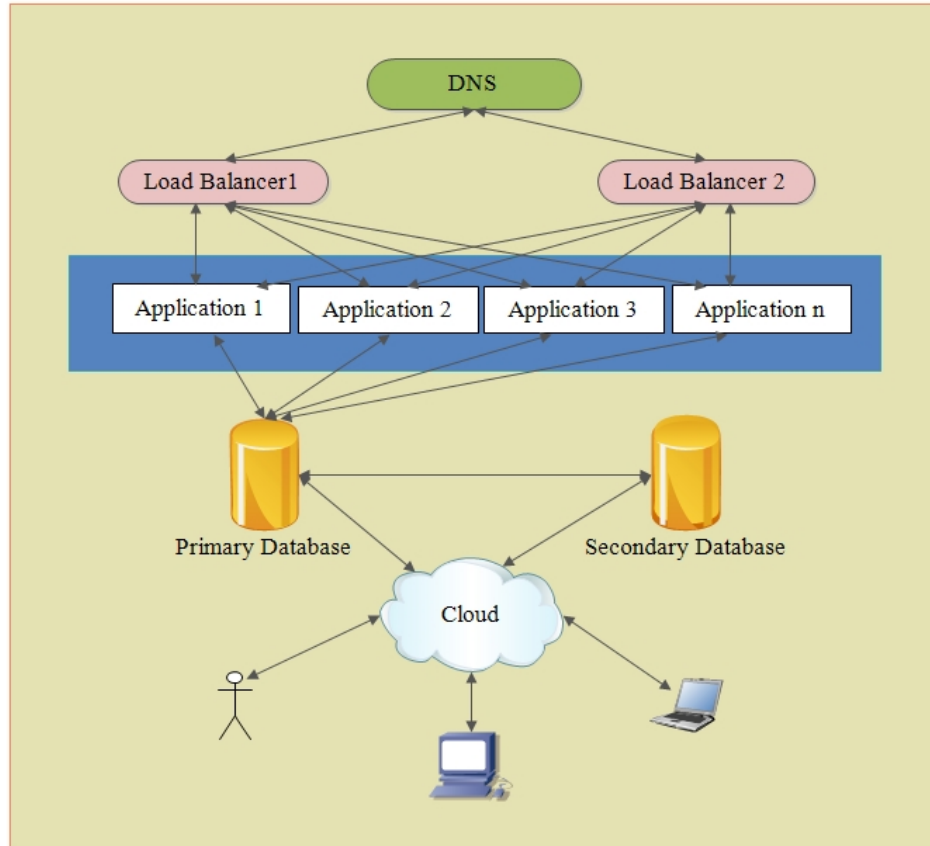 DNS
Load Balancer1
Load Balancer 2
Application 1
Application 2
Application 3
Application n
Primary Database
Secondary Database
Cloud